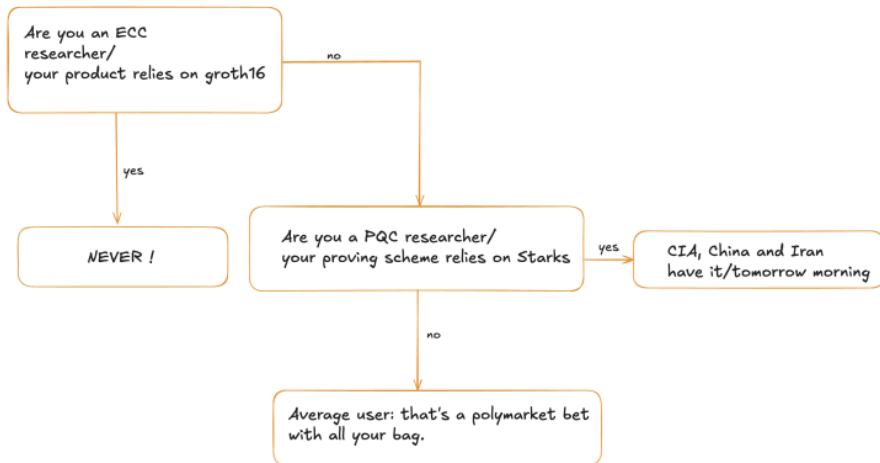 Are you an ECC
researcher/
your product relies on groth16
no
yes
NEVER !
Are you a PQC researcher/
your proving scheme relies on Starks
yes
CIA, China and Iran
have it/tomorrow morning
no
Average user: that's a polymarket bet
with all your bag.